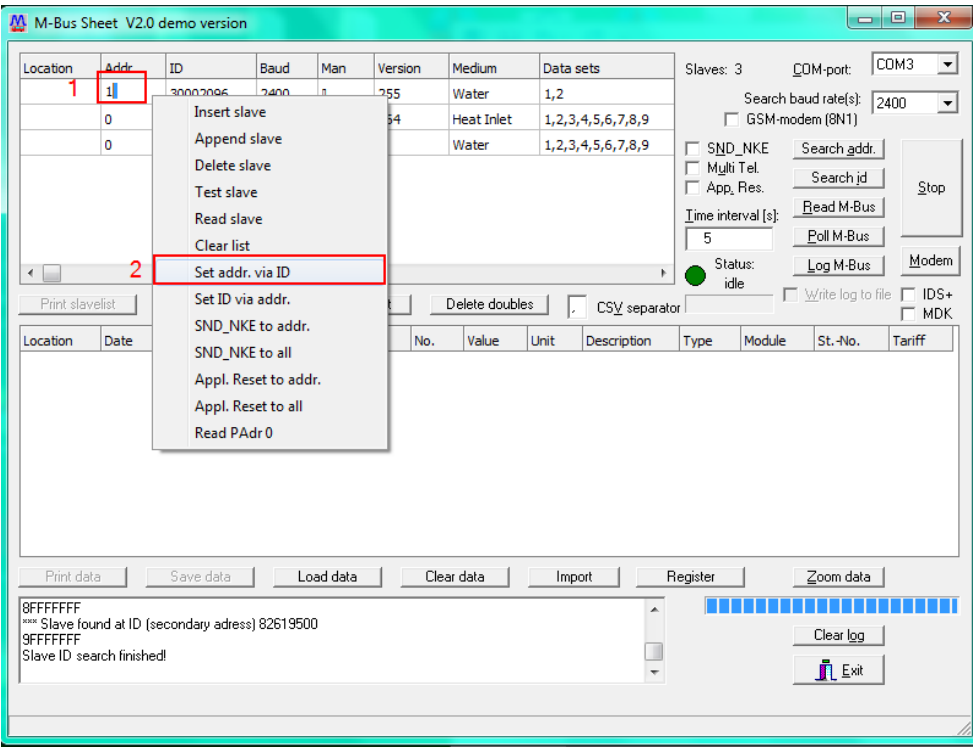 M-Bus Sheet V2.0 demo version
Location Addr. ID Baud Man Version Medium Data sets
1 1 30002096 2400 255 Water 1,2
0 Heat Inlet 1,2,3,4,5,6,7,8,9
0 Water 1,2,3,4,5,6,7,8,9
Insert slave
Append slave
Delete slave
Test slave
Read slave
Clear list
2 Set addr. via ID
Set ID via addr.
SND_NKE to addr.
SND_NKE to all
Appl. Reset to addr.
Appl. Reset to all
Read PAdr 0
Slaves: 3 COM-port: COM3
Search baud rate(s): 2400
GSM-modem (8N1)
SND_NKE Search addr.
Multi Tel.
App. Res. Search id Stop
Time interval [s]: Read M-Bus
5 Poll M-Bus
Status: Log M-Bus Modem
idle
Write log to file IDS+
MDK
Print slavelist Delete doubles , CSV separator
Location Date No. Value Unit Description Type Module St.-No. Tariff
Print data Save data Load data Clear data Import Register Zoom data
8FFFFFFF
*** Slave found at ID (secondary adress) 82619500
9FFFFFFF
Slave ID search finished!
Clear log
Exit